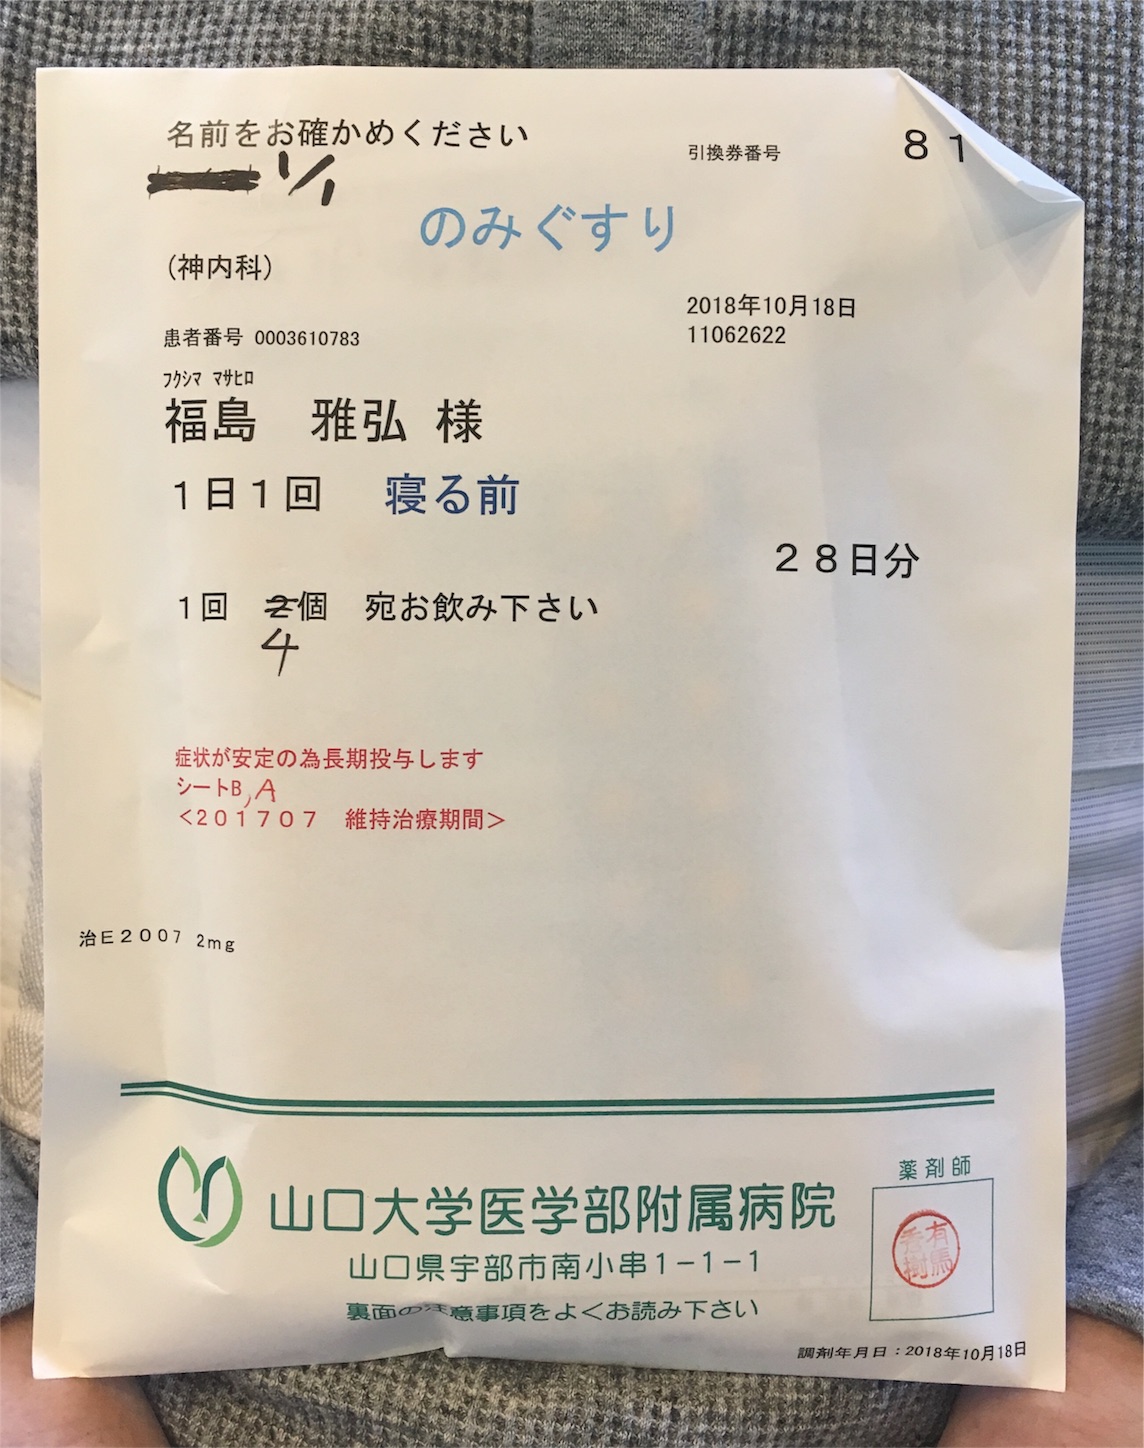 名前をお確かめください
引換券番号 81
1/1
のみぐすり
(神内科)
2018年10月18日
11062622
患者番号 0003610783
フクシマ マサヒロ
福島 雅弘 様
1日1回 寝る前
28日分
1回 2個 宛お飲み下さい
4
症状が安定の為長期投与します
シートB,A
<201707 維持治療期間>
治E2007 2mg
山口大学医学部附属病院
山口県宇部市南小串1-1-1
裏面の注意事項をよくお読み下さい
薬剤師
有馬
秀樹
調剤年月日:2018年10月18日